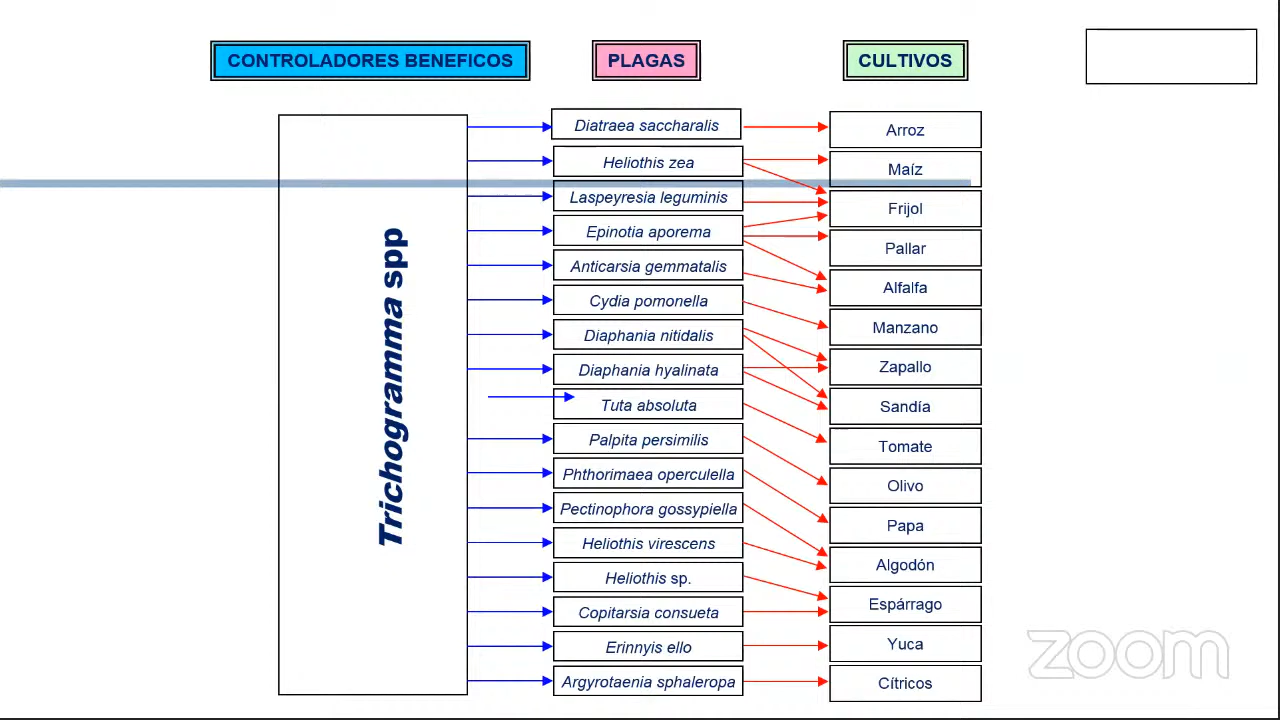 CONTROLADORES BENEFICOS
PLAGAS
CULTIVOS
Trichogramma spp
Diatraea saccharalis
Heliothis zea
Laspeyresia leguminis
Epinotia aporema
Anticarsia gemmatalis
Cydia pomonella
Diaphania nitidalis
Diaphania hyalinata
Tuta absoluta
Palpita persimilis
Phthorimaea operculella
Pectinophora gossypiella
Heliothis virescens
Heliothis sp.
Copitarsia consueta
Erinnyis ello
Argyrotaenia sphaleropa
Arroz
Maíz
Frijol
Pallar
Alfalfa
Manzano
Zapallo
Sandía
Tomate
Olivo
Papa
Algodón
Espárrago
Yuca
Cítricos
zoom